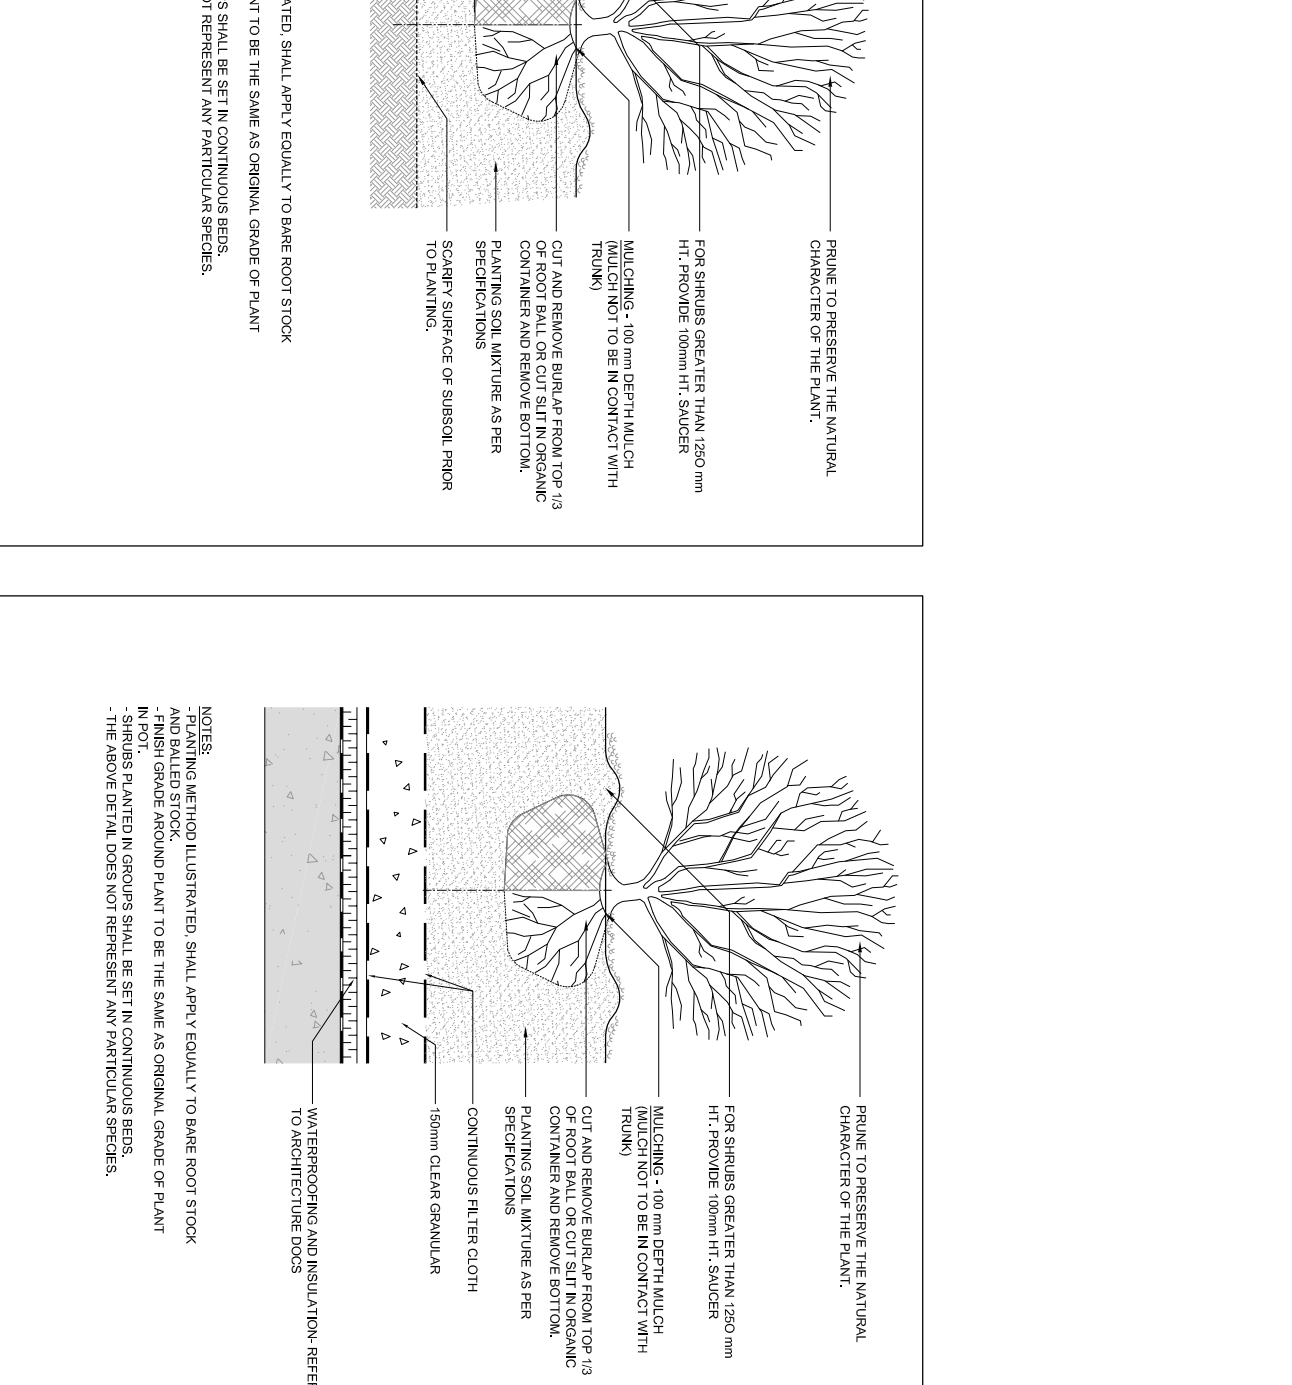 PRUNE TO PRESERVE THE NATURAL
CHARACTER OF THE PLANT.
FOR SHRUBS GREATER THAN 125O mm
HT. PROVIDE 100mm HT. SAUCER
MULCHING - 100 mm DEPTH MULCH
(MULCH NOT TO BE IN CONTACT WITH
TRUNK)
CUT AND REMOVE BURLAP FROM TOP 1/3
OF ROOT BALL OR CUT SLIT IN ORGANIC
CONTAINER AND REMOVE BOTTOM.
PLANTING SOIL MIXTURE AS PER
SPECIFICATIONS
SCARIFY SURFACE OF SUBSOIL PRIOR
TO PLANTING.
ATED, SHALL APPLY EQUALLY TO BARE ROOT STOCK
NT TO BE THE SAME AS ORIGINAL GRADE OF PLANT
S SHALL BE SET IN CONTINUOUS BEDS.
OT REPRESENT ANY PARTICULAR SPECIES.
PRUNE TO PRESERVE THE NATURAL
CHARACTER OF THE PLANT.
FOR SHRUBS GREATER THAN 125O mm
HT. PROVIDE 100mm HT. SAUCER
MULCHING - 100 mm DEPTH MULCH
(MULCH NOT TO BE IN CONTACT WITH
TRUNK)
CUT AND REMOVE BURLAP FROM TOP 1/3
OF ROOT BALL OR CUT SLIT IN ORGANIC
CONTAINER AND REMOVE BOTTOM.
PLANTING SOIL MIXTURE AS PER
SPECIFICATIONS
CONTINUOUS FILTER CLOTH
150mm CLEAR GRANULAR
WATERPROOFING AND INSULATION- REFER
TO ARCHITECTURE DOCS
NOTES:
- PLANTING METHOD ILLUSTRATED, SHALL APPLY EQUALLY TO BARE ROOT STOCK
AND BALLED STOCK.
- FINISH GRADE AROUND PLANT TO BE THE SAME AS ORIGINAL GRADE OF PLANT
IN POT.
- SHRUBS PLANTED IN GROUPS SHALL BE SET IN CONTINUOUS BEDS.
- THE ABOVE DETAIL DOES NOT REPRESENT ANY PARTICULAR SPECIES.